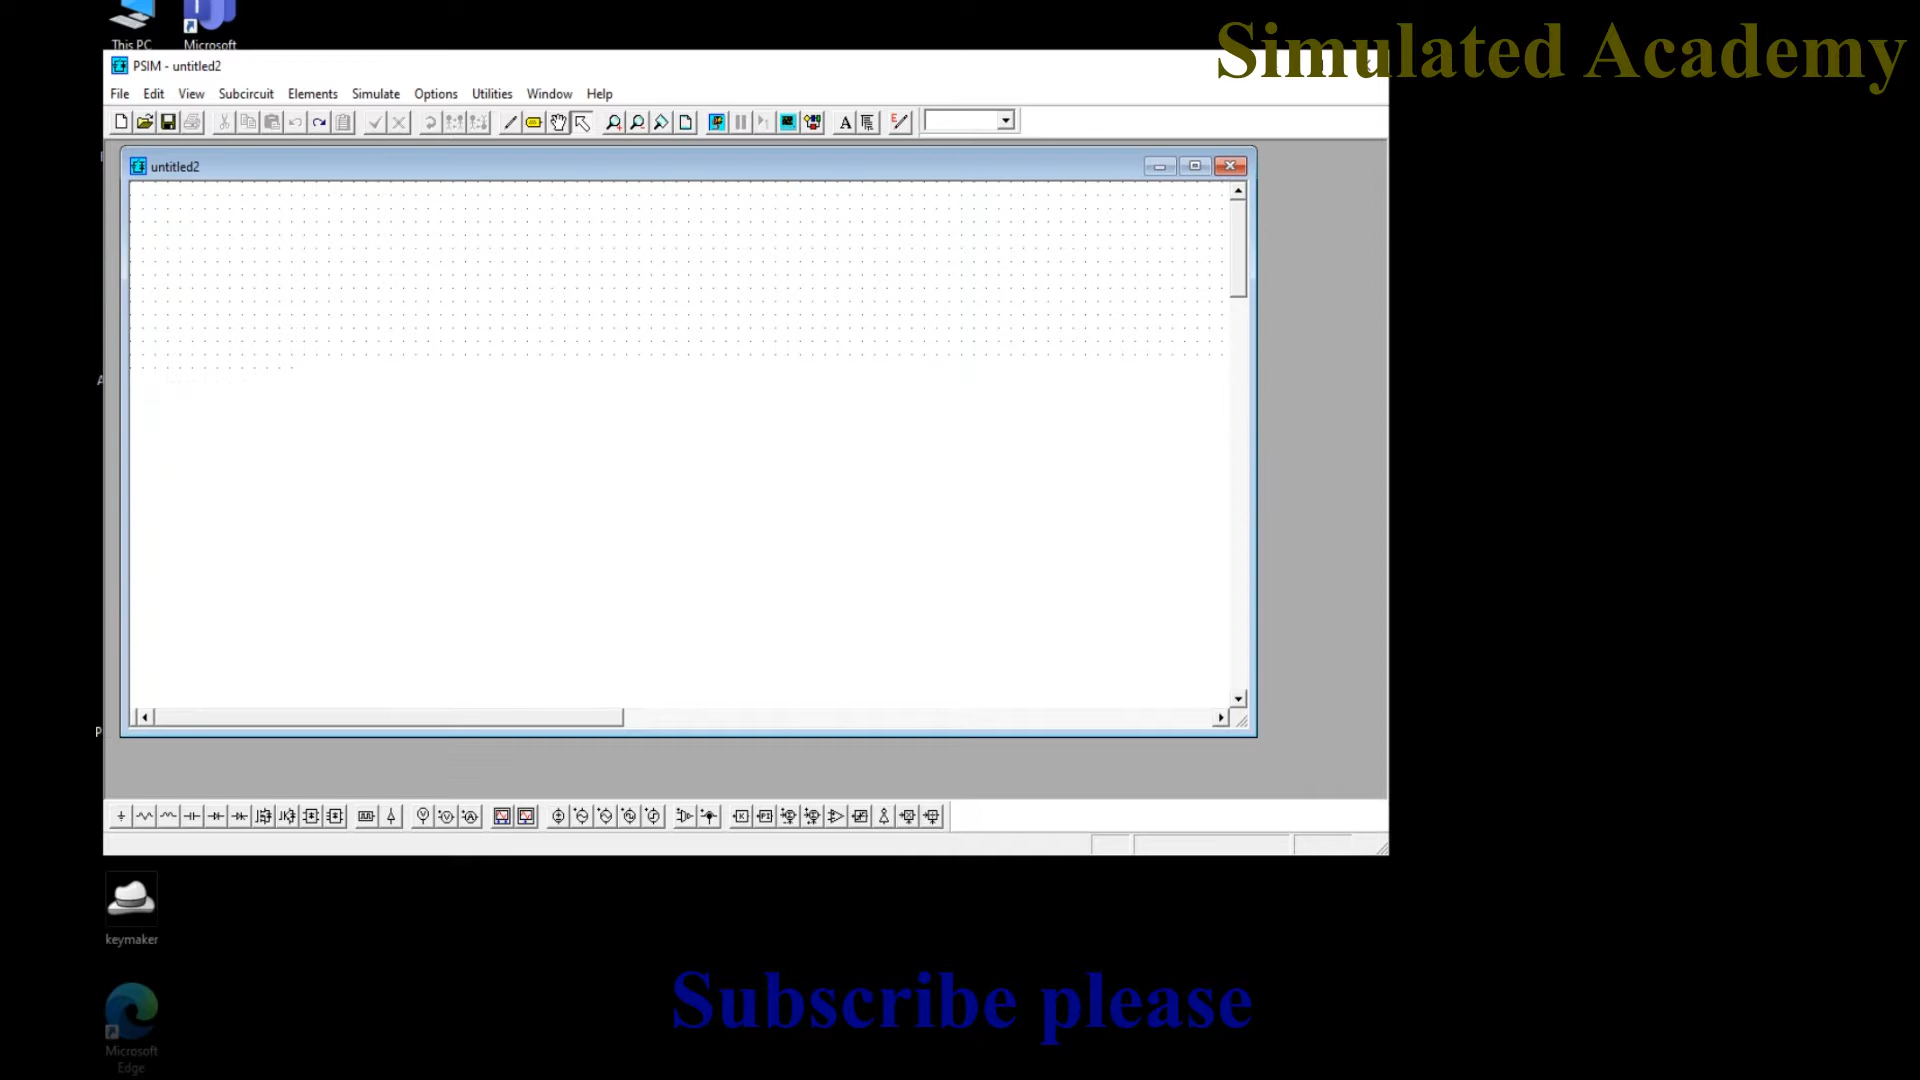 This PC
Microsoft
Simulated Academy
PSIM - untitled2
File Edit View Subcircuit Elements Simulate Options Utilities Window Help
untitled2
keymaker
Subscribe please
Microsoft
Edge